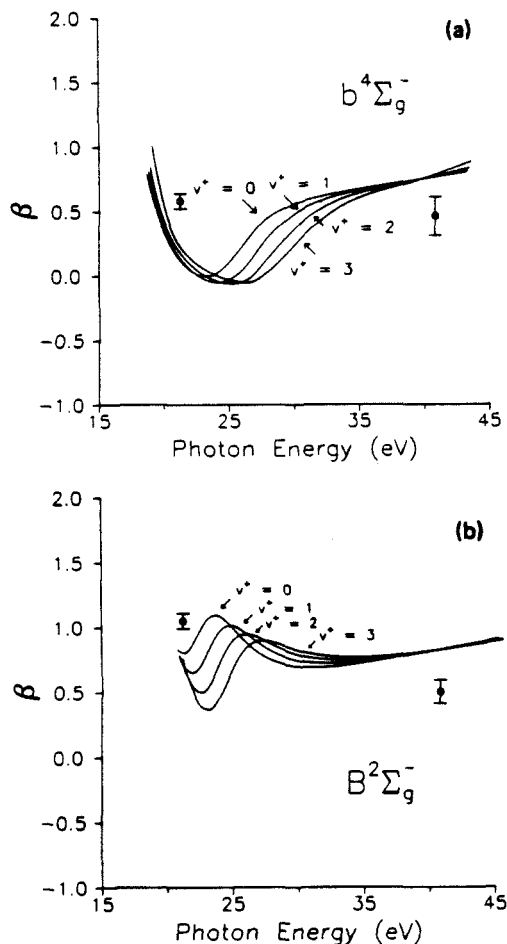 2.0
(a)
1.5
b⁴Σg⁻
1.0
v⁺ = 0 v⁺ = 1
0.5
v⁺ = 2
v⁺ = 3
β
0.0
−0.5
−1.0
15 25 35 45
Photon Energy (eV)
2.0
(b)
1.5
v⁺ = 0
v⁺ = 1
v⁺ = 2
v⁺ = 3
1.0
β
0.5
0.0
B²Σg⁻
−0.5
−1.0
15 25 35 45
Photon Energy (eV)